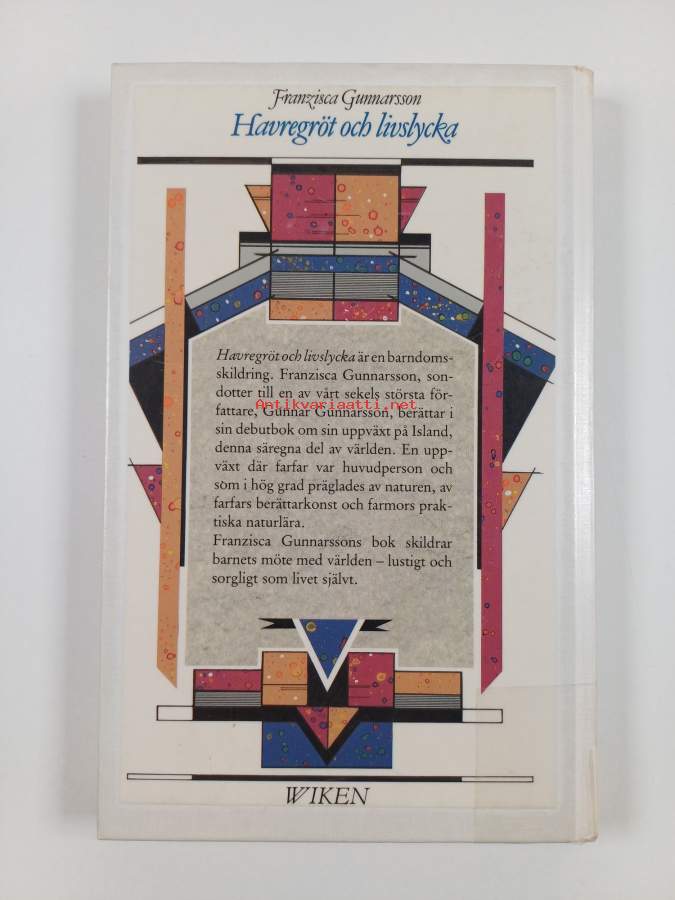 Franzisca Gunnarsson
Havregröt och livslycka
Havregröt och livslycka är en barndoms-
skildring. Franzisca Gunnarsson, son-
dotter till en av vårt sekels största för-
Antikvariaatti.net
fattare, Gunnar Gunnarsson, berättar i
sin debutbok om sin uppväxt på Island,
denna säregna del av världen. En upp-
växt där farfar var huvudperson och
som i hög grad präglades av naturen, av
farfars berättarkonst och farmors prak-
tiska naturlära.
Franzisca Gunnarssons bok skildrar
barnets möte med världen – lustigt och
sorgligt som livet självt.
WIKEN